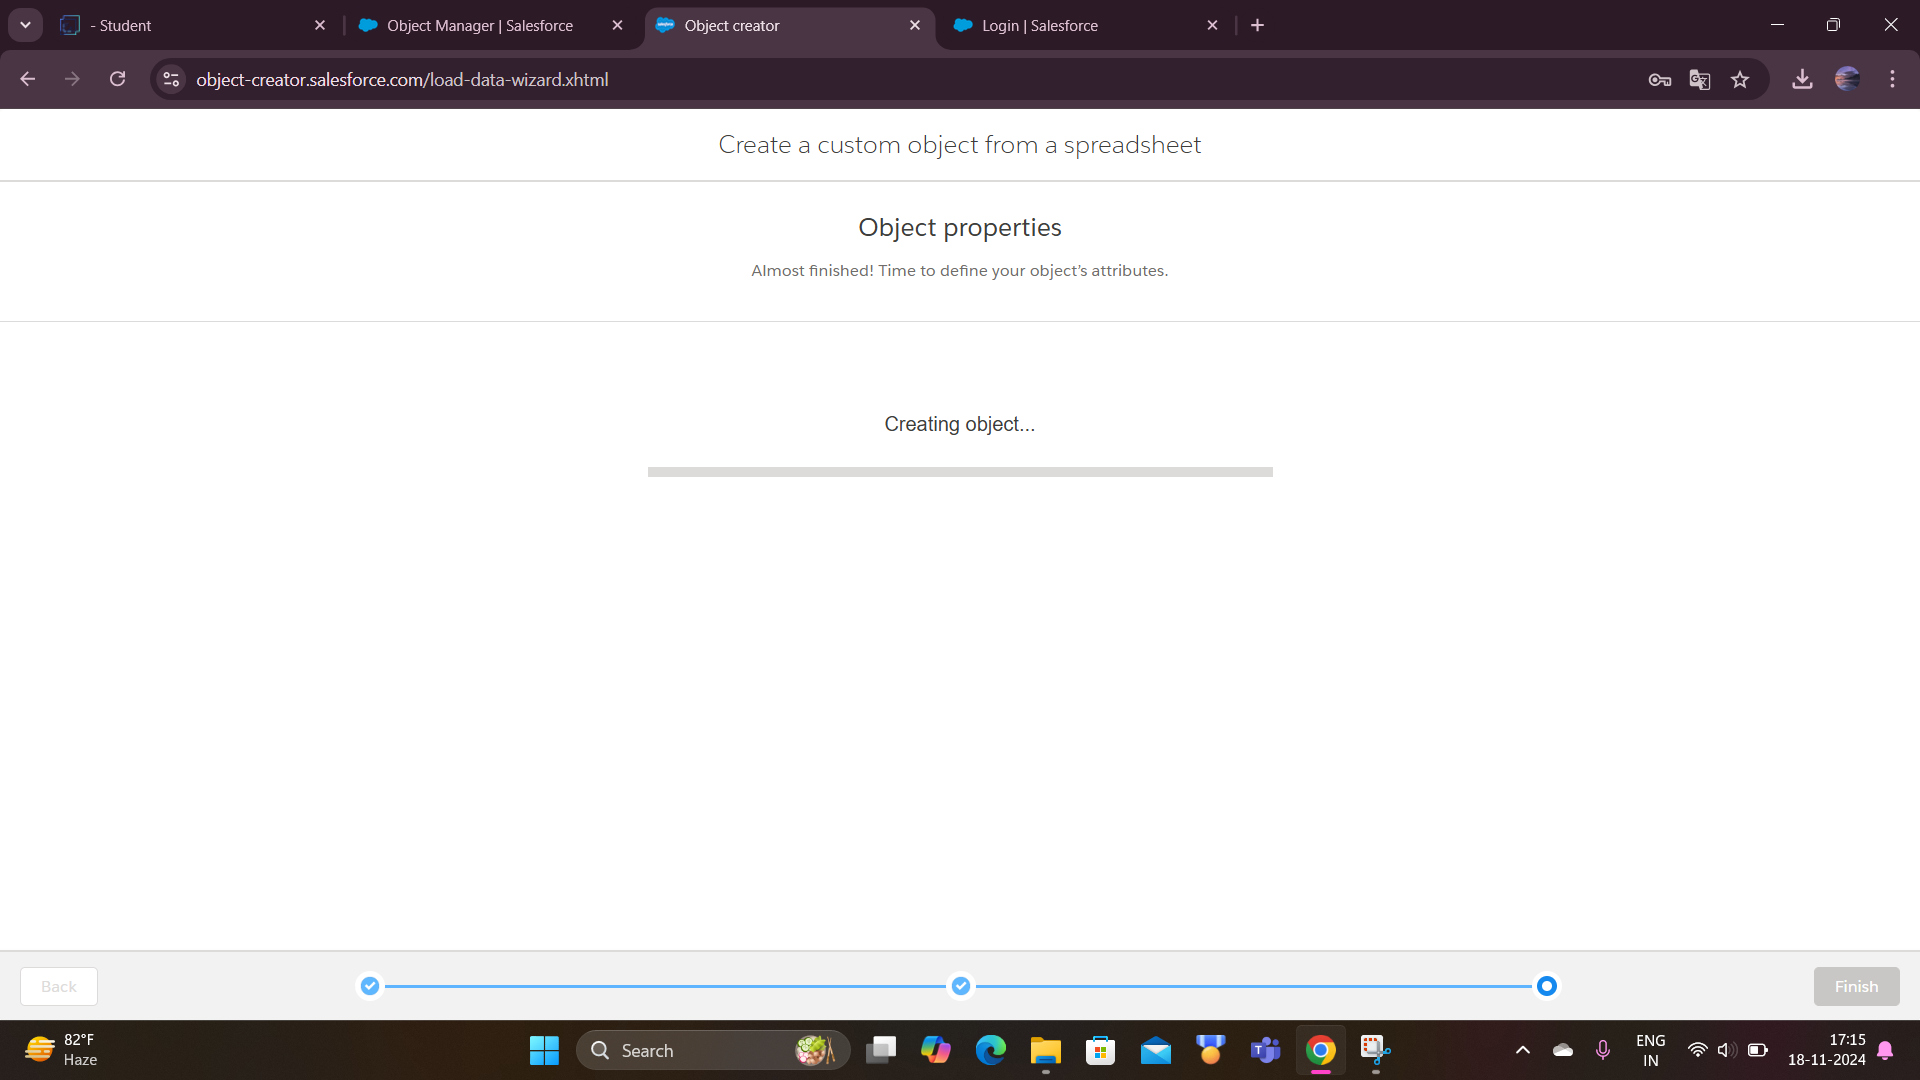 - Student
Object Manager | Salesforce
Object creator
Login | Salesforce
object-creator.salesforce.com/load-data-wizard.xhtml
Create a custom object from a spreadsheet
Object properties
Almost finished! Time to define your object's attributes.
Creating object...
Back
Finish
82°F
Haze
Search
ENG
IN
17:15
18-11-2024